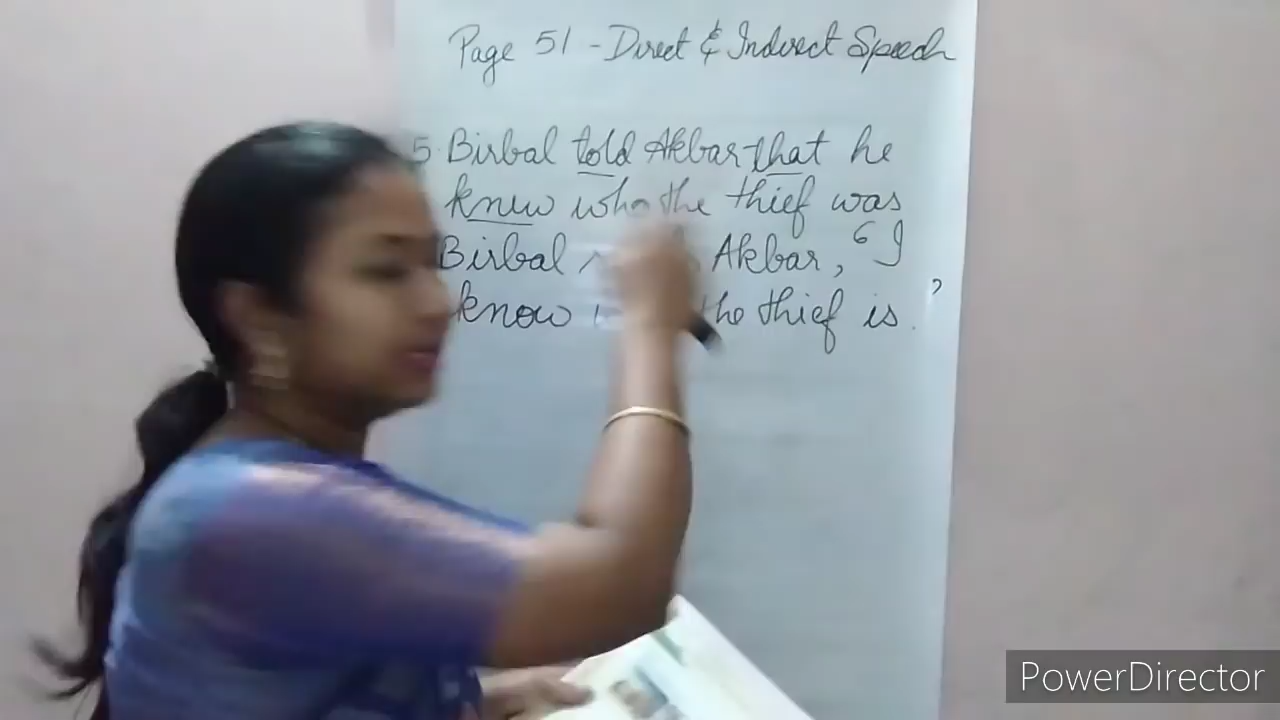 Page 51 - Direct & Indirect Speech
5. Birbal told Akbar that he
knew who the thief was
Birbal Akbar, ‘ I
know the thief is.’
PowerDirector